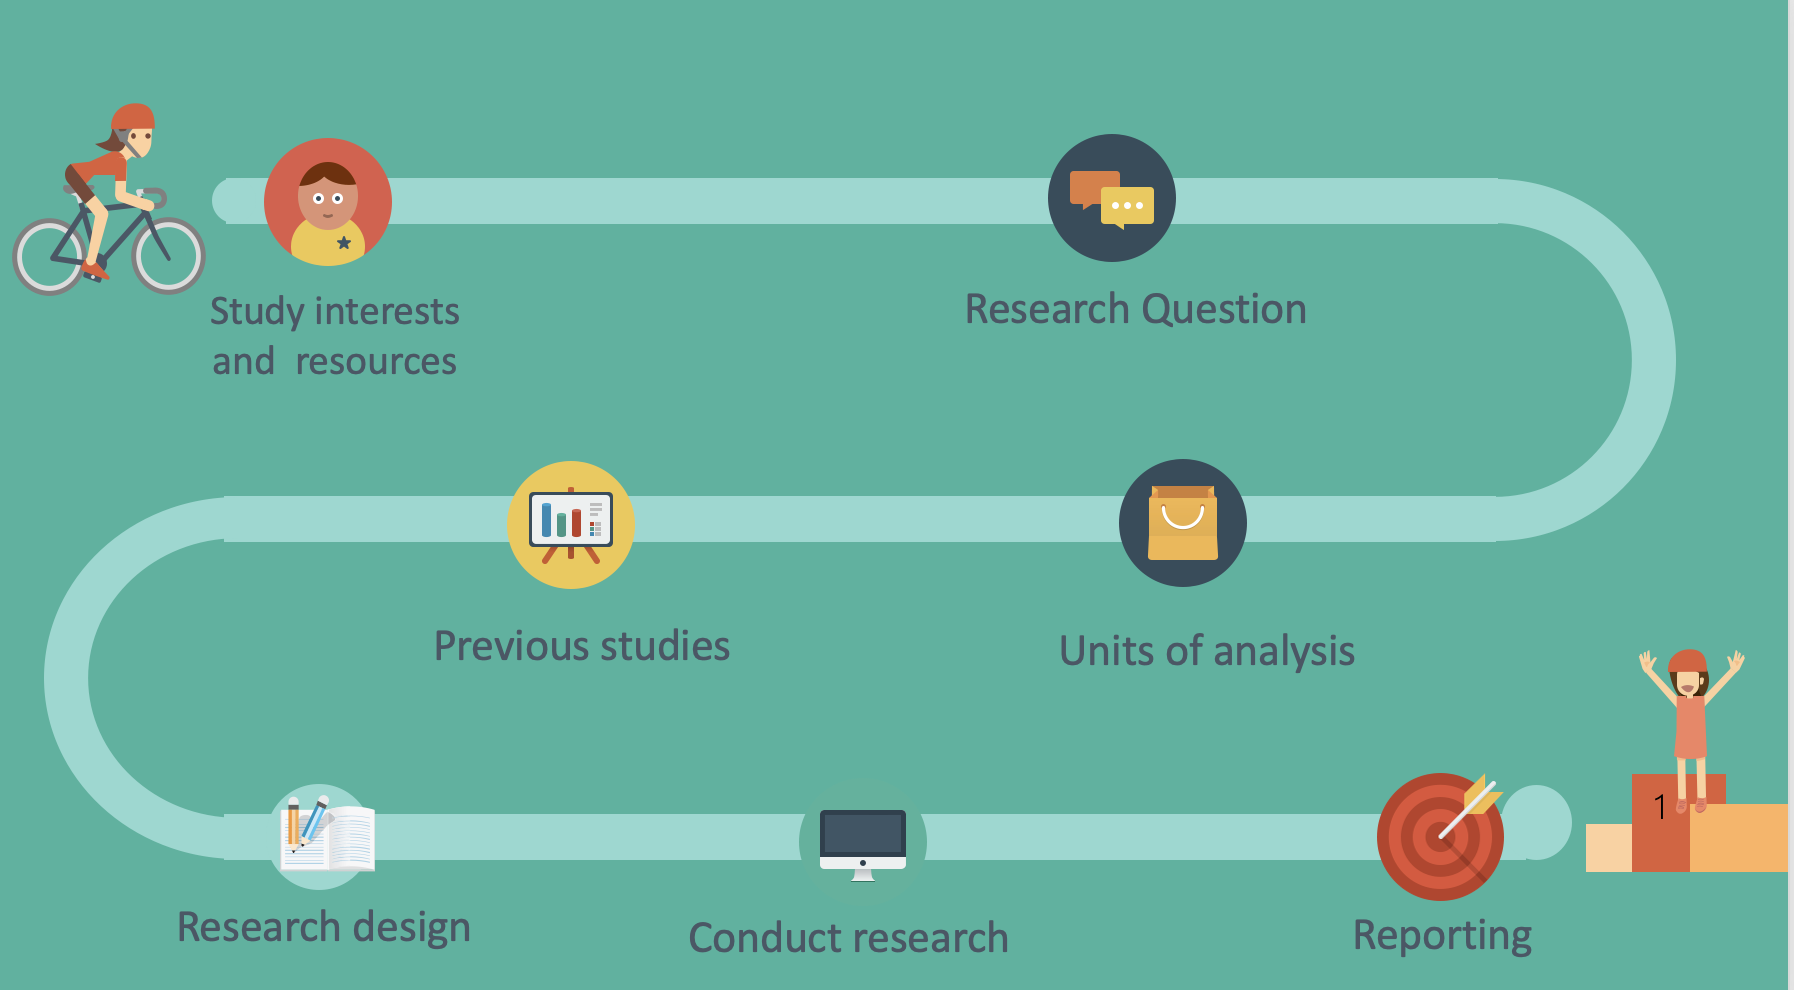 Study interests
and  resources
Research Question
Units of analysis
Previous studies
Research design
Conduct research
Reporting
1